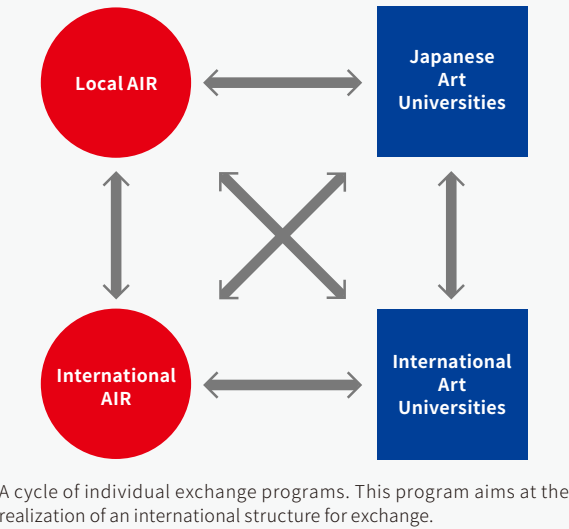 Local AIR
Japanese
Art
Universities
International
AIR
International
Art
Universities
A cycle of individual exchange programs. This program aims at the
realization of an international structure for exchange.